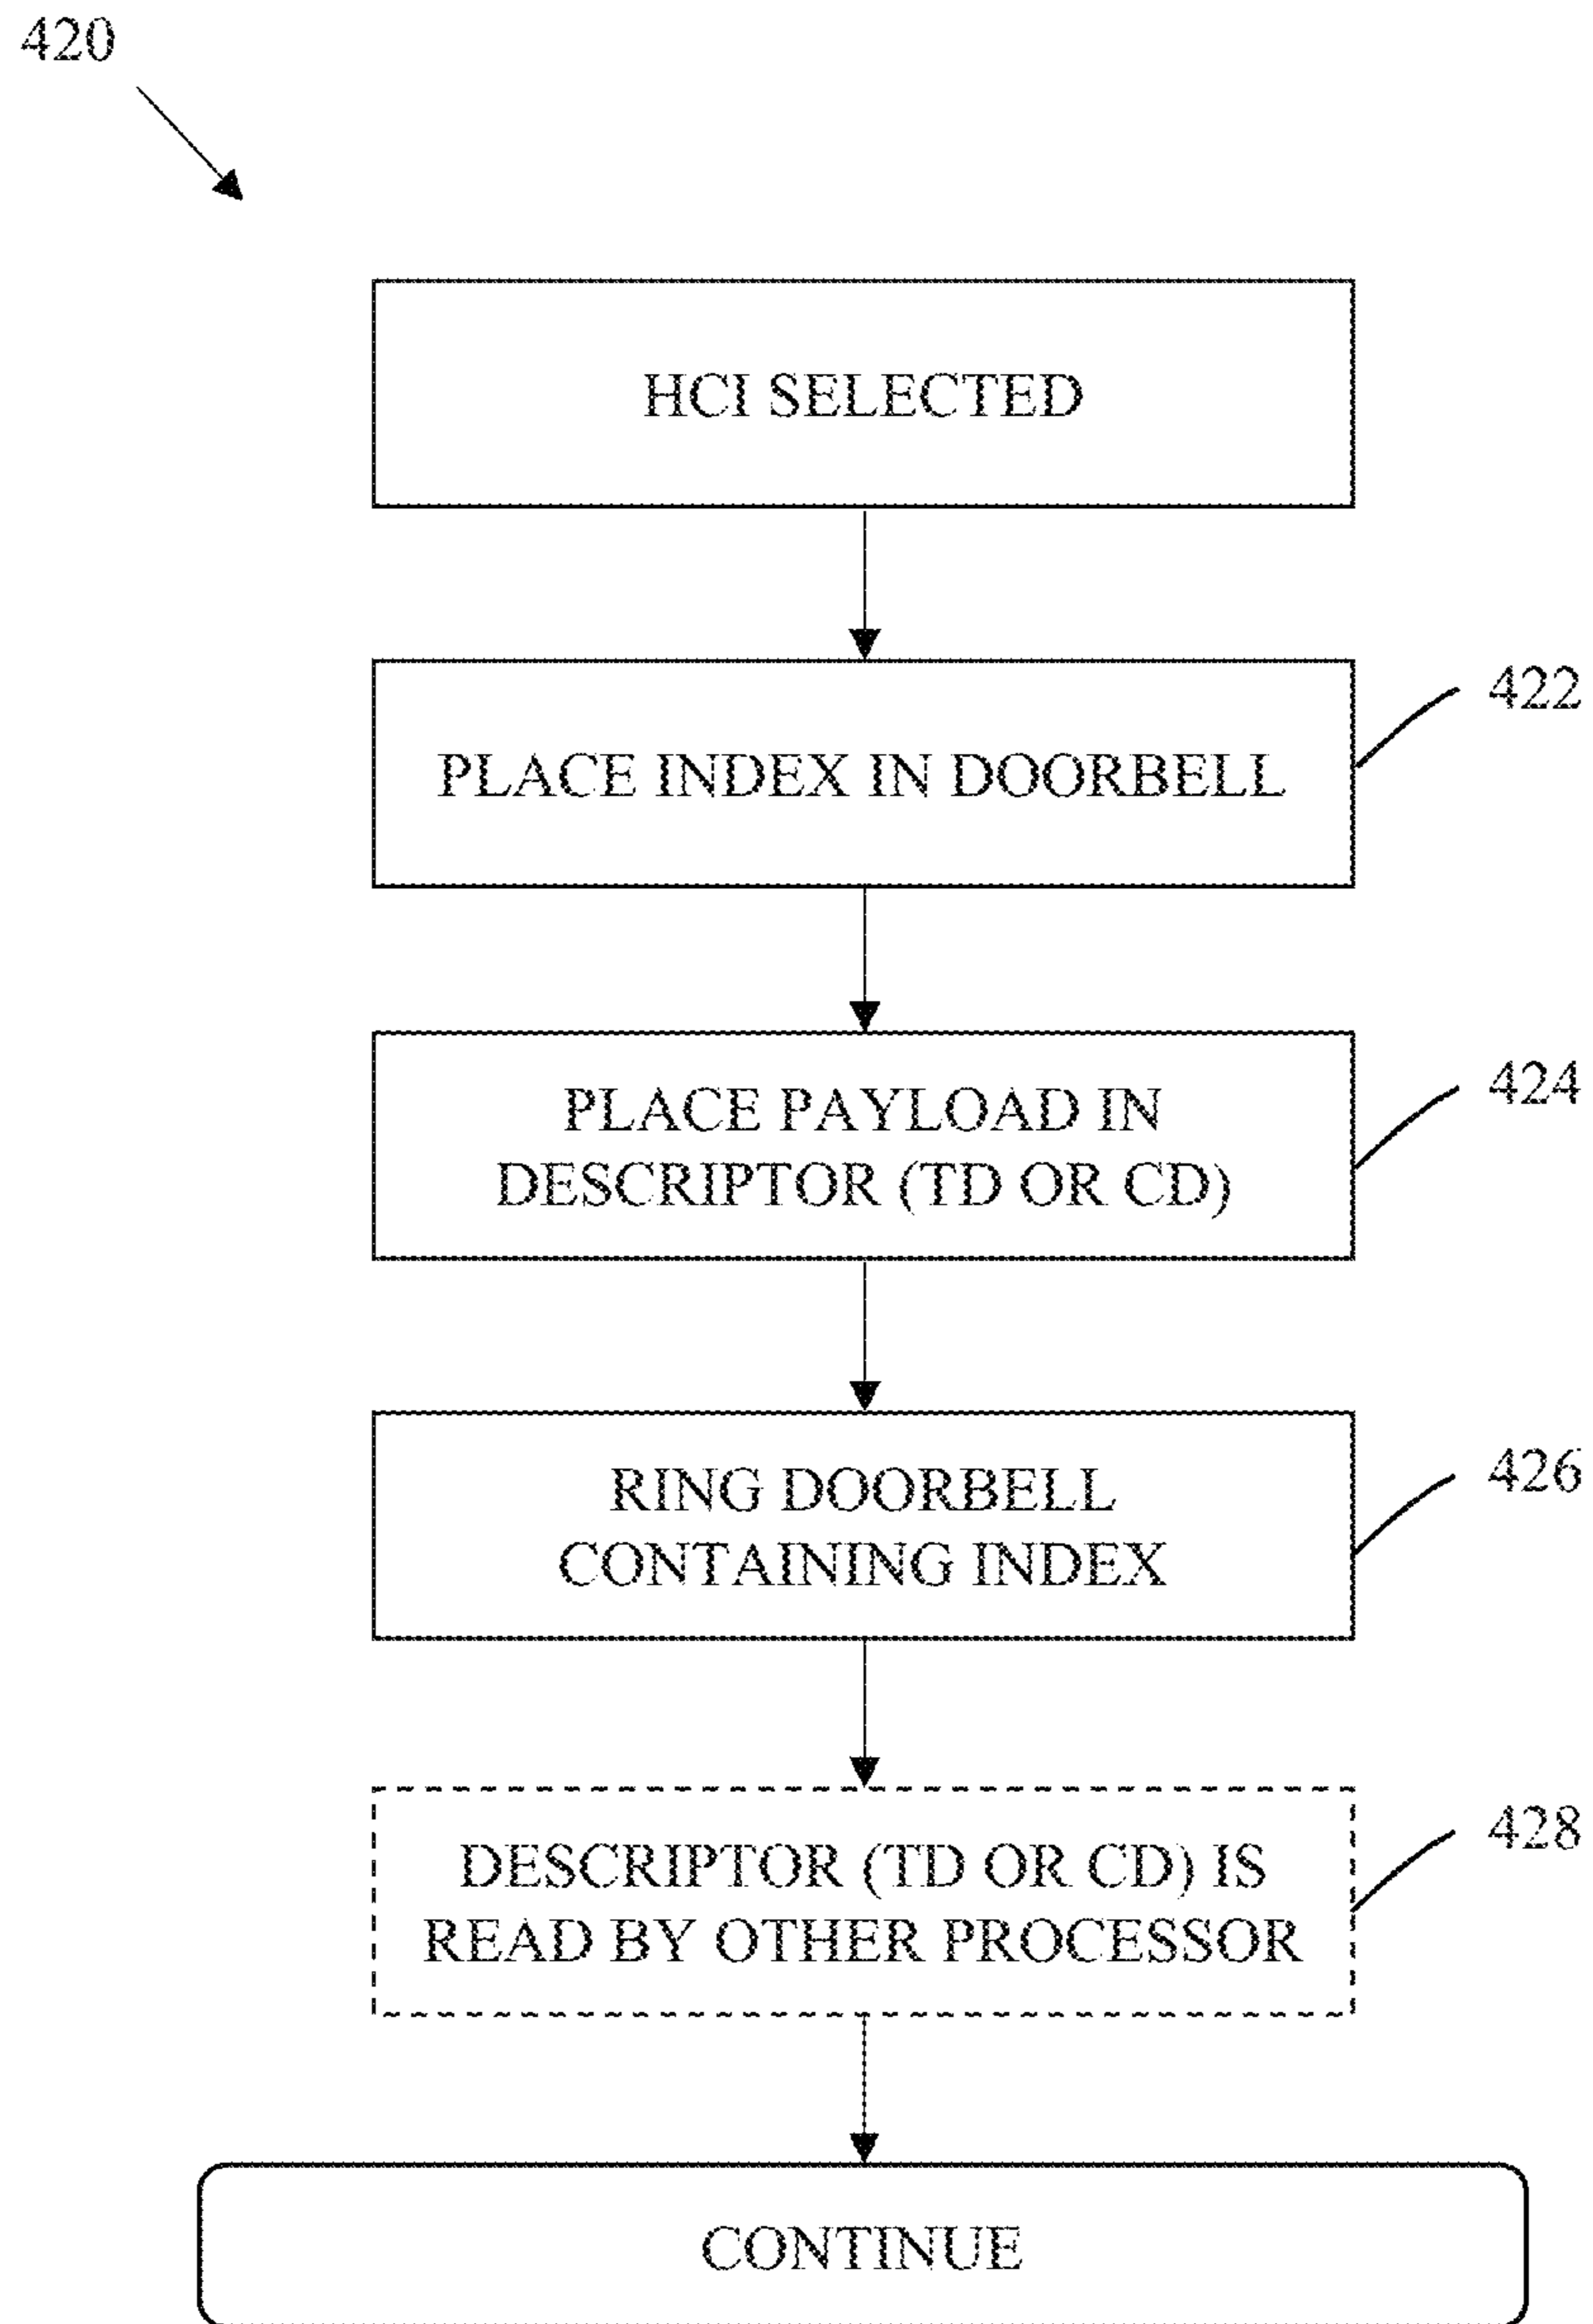 420
HCI SELECTED
PLACE INDEX IN DOORBELL
422
PLACE PAYLOAD IN
DESCRIPTOR (TD OR CD)
424
RING DOORBELL
CONTAINING INDEX
426
DESCRIPTOR (TD OR CD) IS
READ BY OTHER PROCESSOR
428
CONTINUE